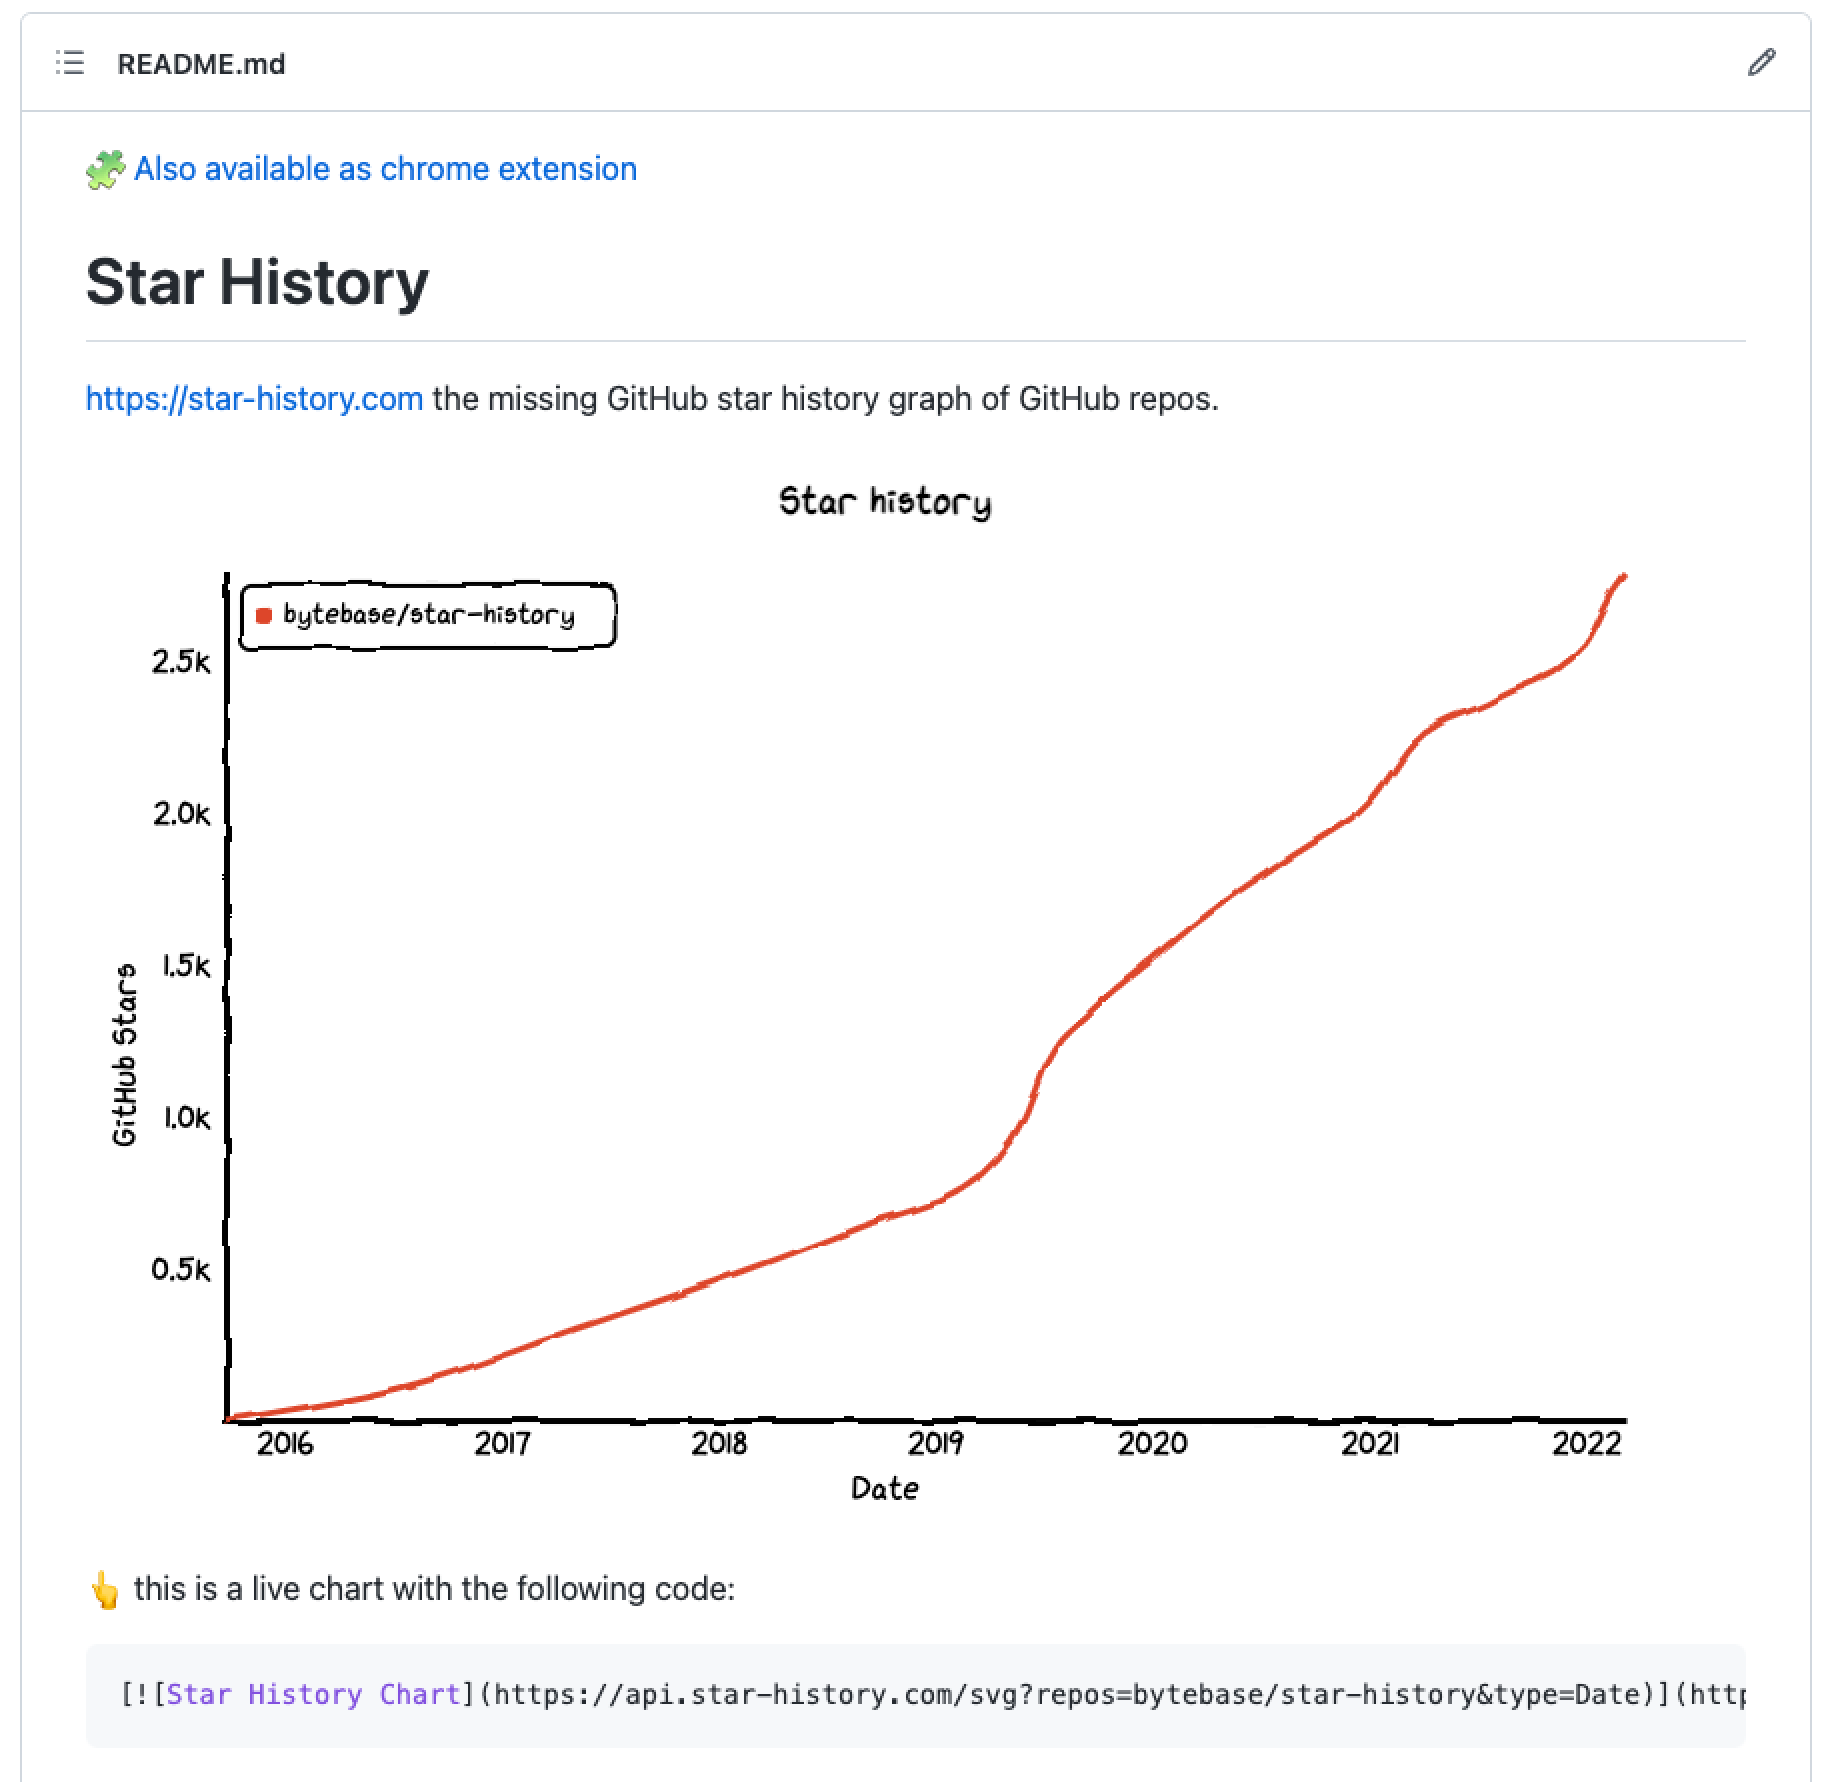 README.md
Also available as chrome extension
Star History
https://star-history.com the missing GitHub star history graph of GitHub repos.
Star history
bytebase/star-history
2.5k
2.0k
1.5k
1.0k
0.5k
GitHub Stars
2016 2017 2018 2019 2020 2021 2022
Date
👆 this is a live chart with the following code:
[![Star History Chart](https://api.star-history.com/svg?repos=bytebase/star-history&type=Date)](http